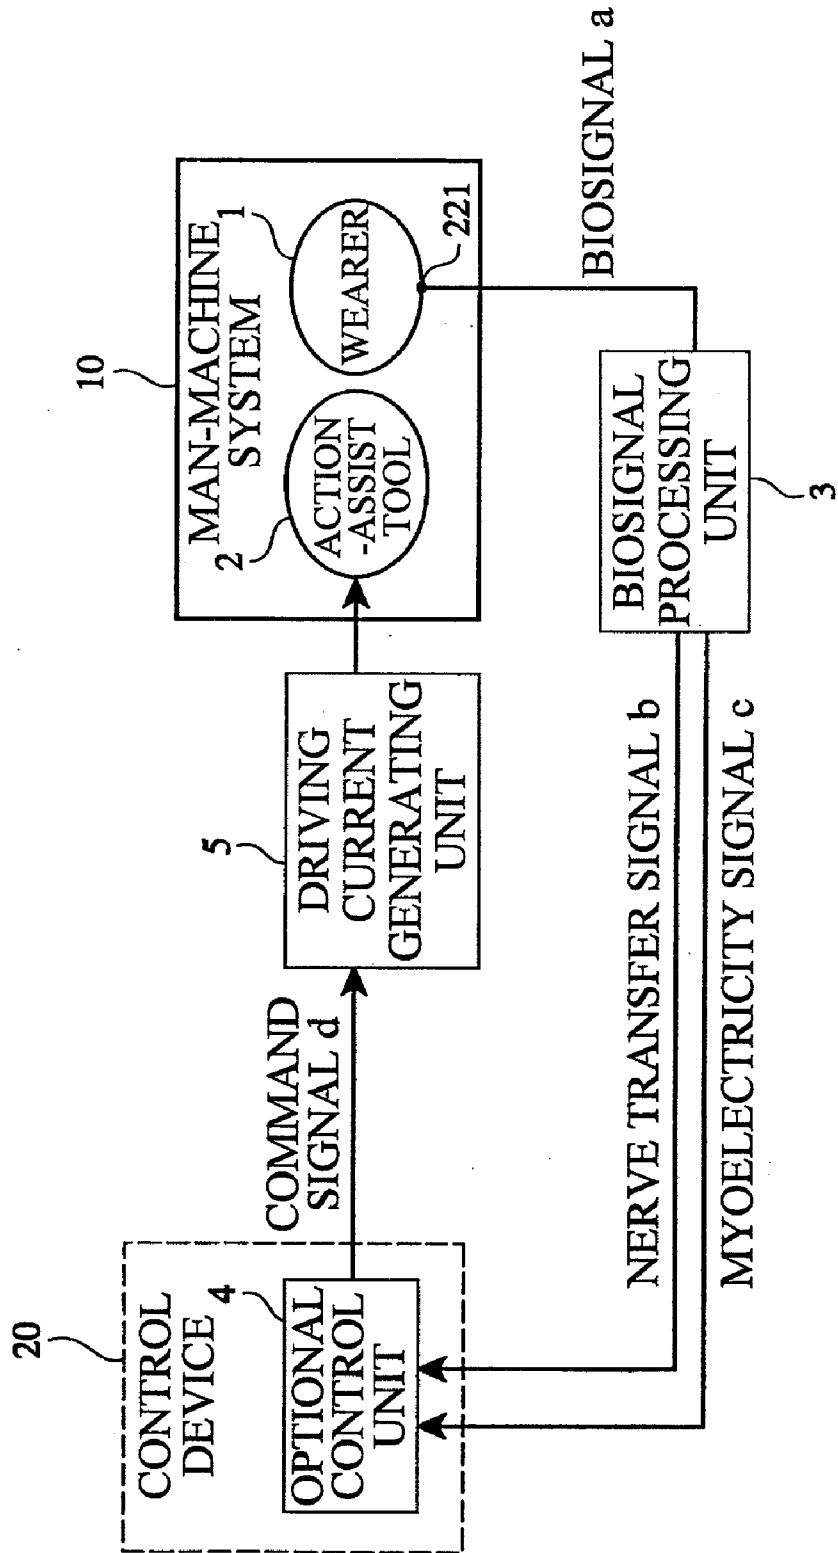 20
CONTROL
DEVICE
4
OPTIONAL
CONTROL
UNIT
COMMAND
SIGNAL d
5
DRIVING
CURRENT
GENERATING
UNIT
10
MAN-MACHINE
SYSTEM
2
ACTION
-ASSIST
TOOL
1
WEARER
221
BIOSIGNAL a
BIOSIGNAL
PROCESSING
UNIT
3
NERVE TRANSFER SIGNAL b
MYOELECTRICITY SIGNAL c